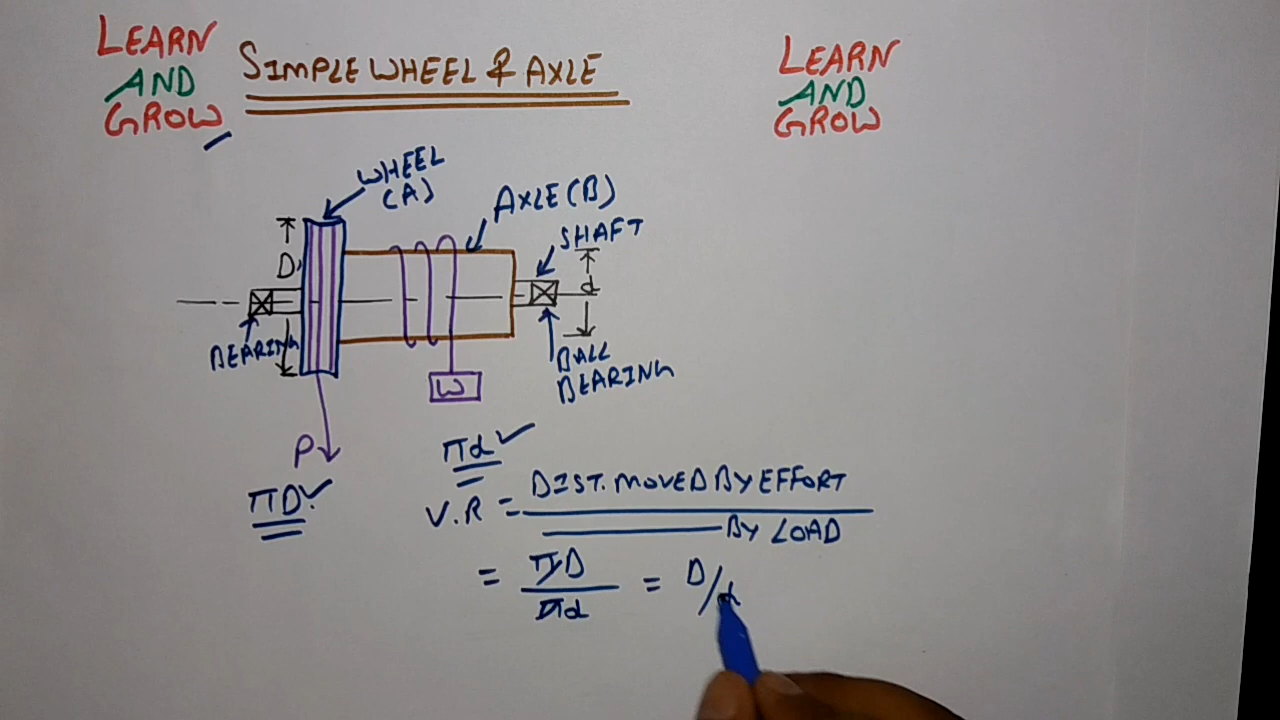 LEARN
AND
GROW
SIMPLE WHEEL & AXLE
LEARN
AND
GROW
WHEEL
(A)
AXLE (B)
SHAFT
D
d
BEARING
BALL
BEARING
W
P
πD
πd
V.R = DIST. MOVED BY EFFORT
BY LOAD
= πD
πd
= D/d